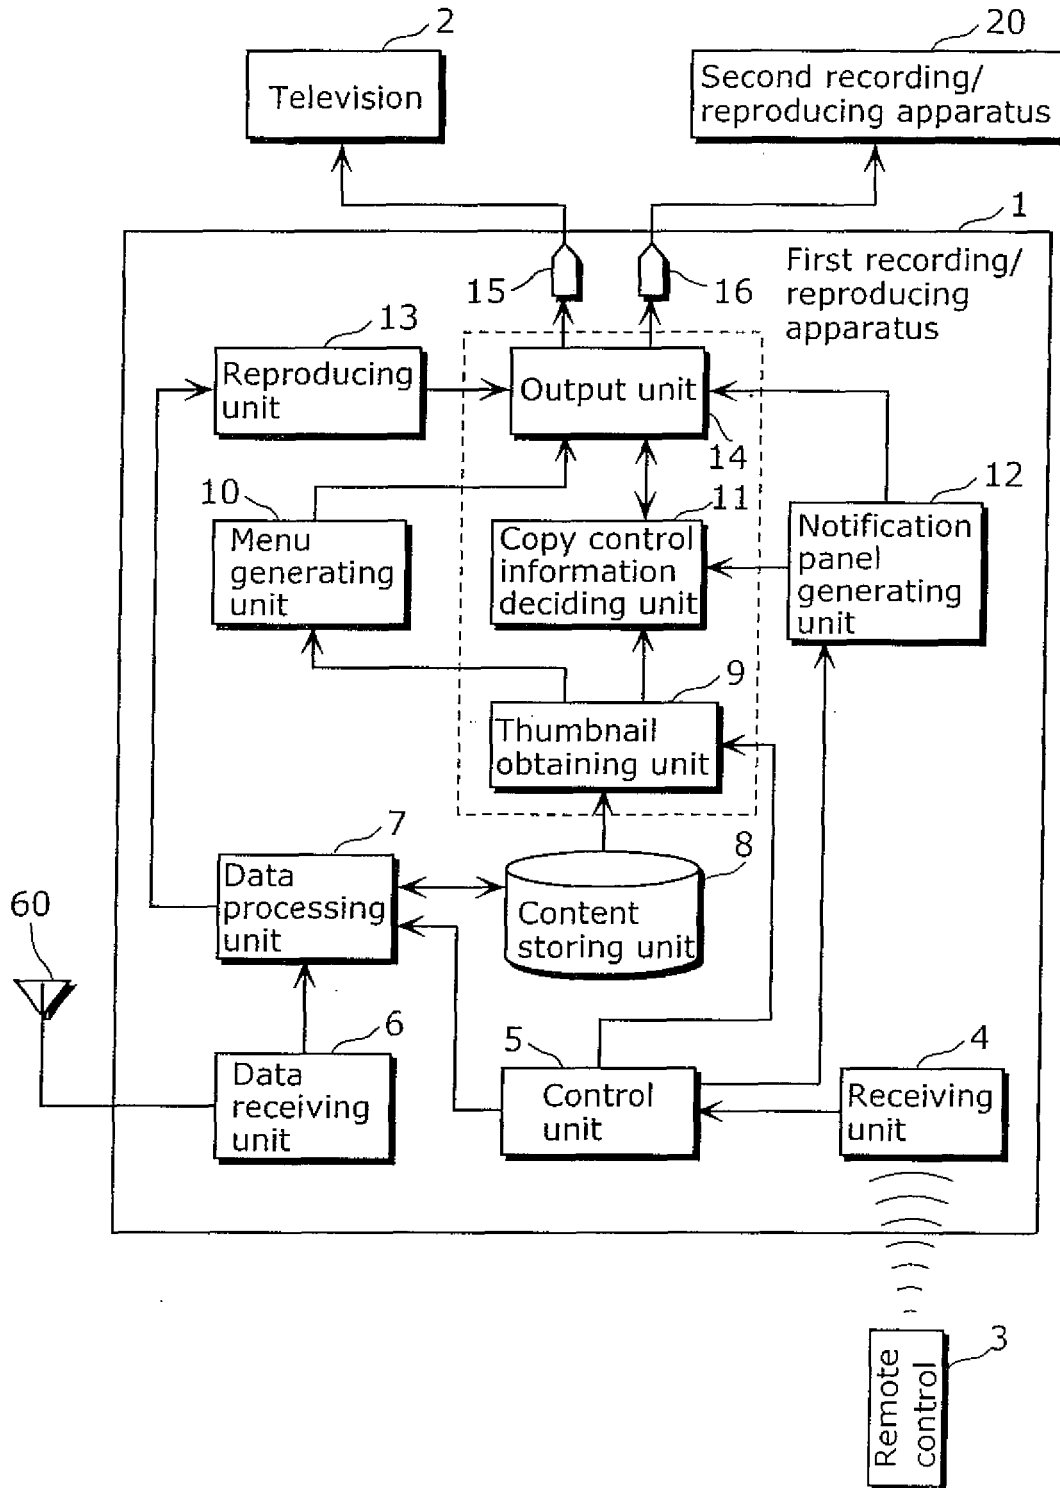 2
20
Television
Second recording/
reproducing apparatus
1
First recording/
reproducing
apparatus
15
16
13
Reproducing
unit
Output unit
14
10
11
12
Menu
generating
unit
Copy control
information
deciding unit
Notification
panel
generating
unit
9
Thumbnail
obtaining unit
7
8
Data
processing
unit
Content
storing unit
60
6
5
4
Data
receiving
unit
Control
unit
Receiving
unit
3
Remote
control